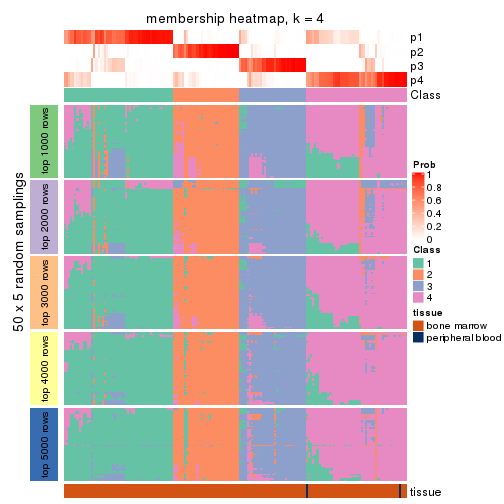 membership heatmap, k = 4
p1
p2
p3
p4
Class
50 x 5 random samplings
top 1000 rows
top 2000 rows
top 3000 rows
top 4000 rows
top 5000 rows
tissue
Prob
1
0.8
0.6
0.4
0.2
0
Class
1
2
3
4
tissue
bone marrow
peripheral blood